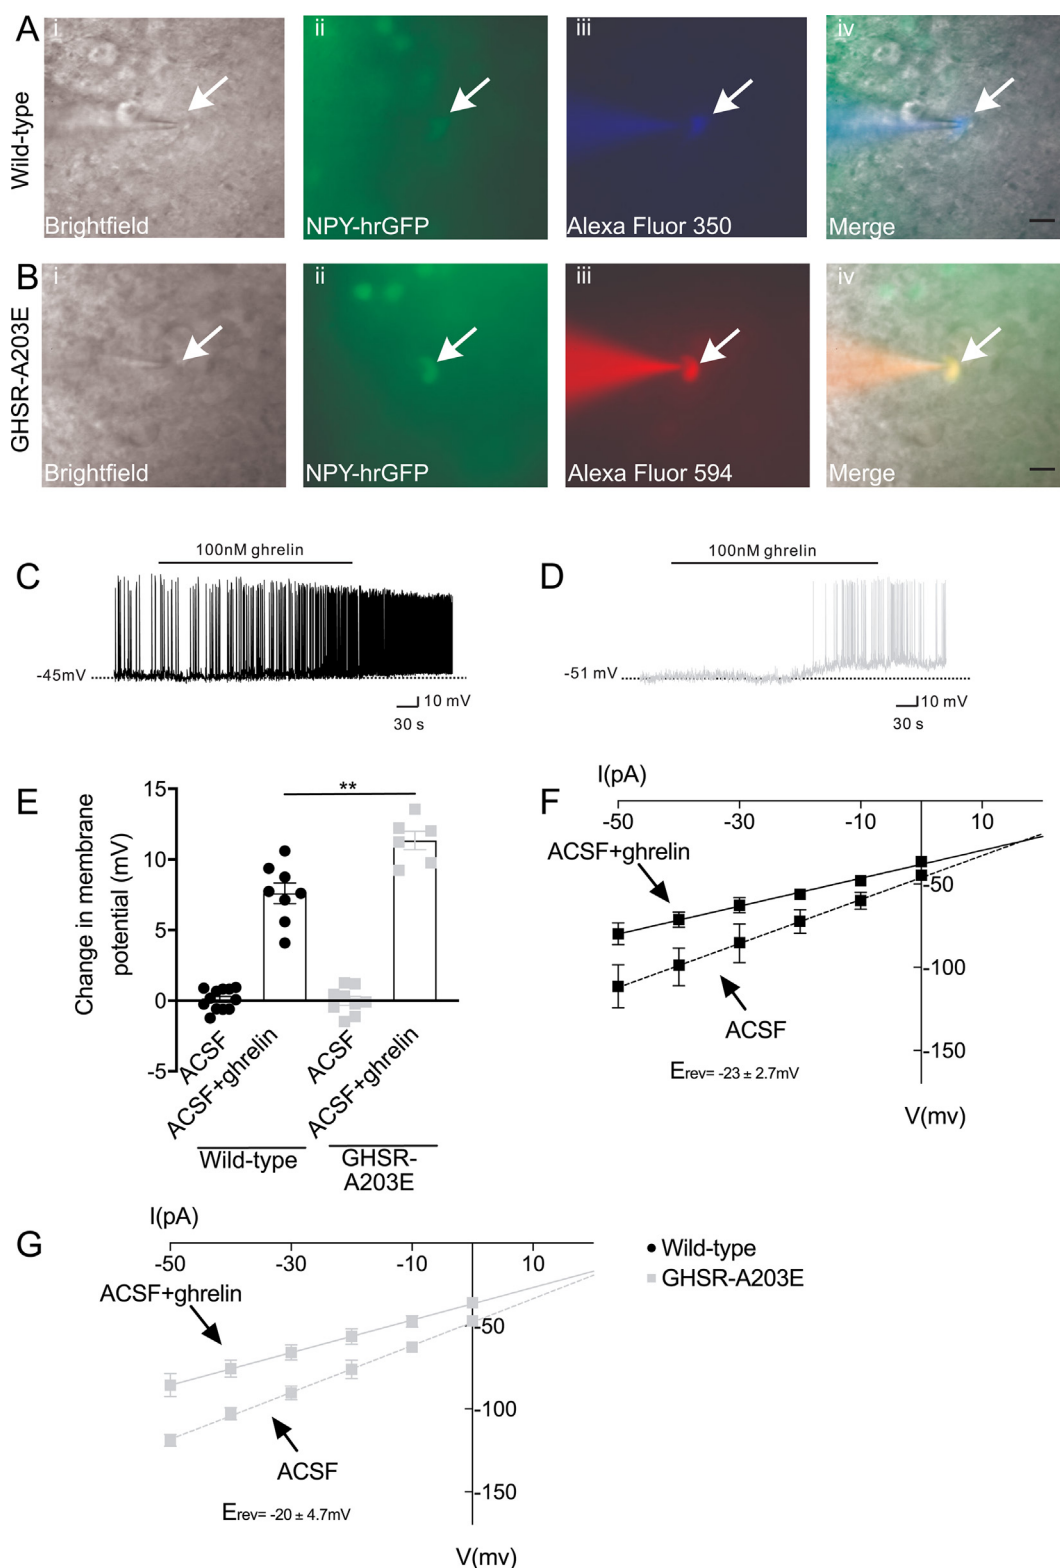 A
Wild-type
i
ii
iii
iv
Brightfield
NPY-hrGFP
Alexa Fluor 350
Merge
B
GHSR-A203E
i
ii
iii
iv
Brightfield
NPY-hrGFP
Alexa Fluor 594
Merge
C
100nM ghrelin
-45mV
10 mV
30 s
D
100nM ghrelin
-51 mV
10 mV
30 s
E
Change in membrane
potential (mV)
15
10
5
0
-5
**
ACSF
ACSF+ghrelin
ACSF
ACSF+ghrelin
Wild-type
GHSR-
A203E
F
I(pA)
-50
-30
-10
10
ACSF+ghrelin
-50
-100
ACSF
-150
Erev= -23 ± 2.7mV
V(mv)
G
I(pA)
-50
-30
-10
10
ACSF+ghrelin
-50
-100
ACSF
-150
Erev= -20 ± 4.7mV
V(mv)
Wild-type
GHSR-A203E